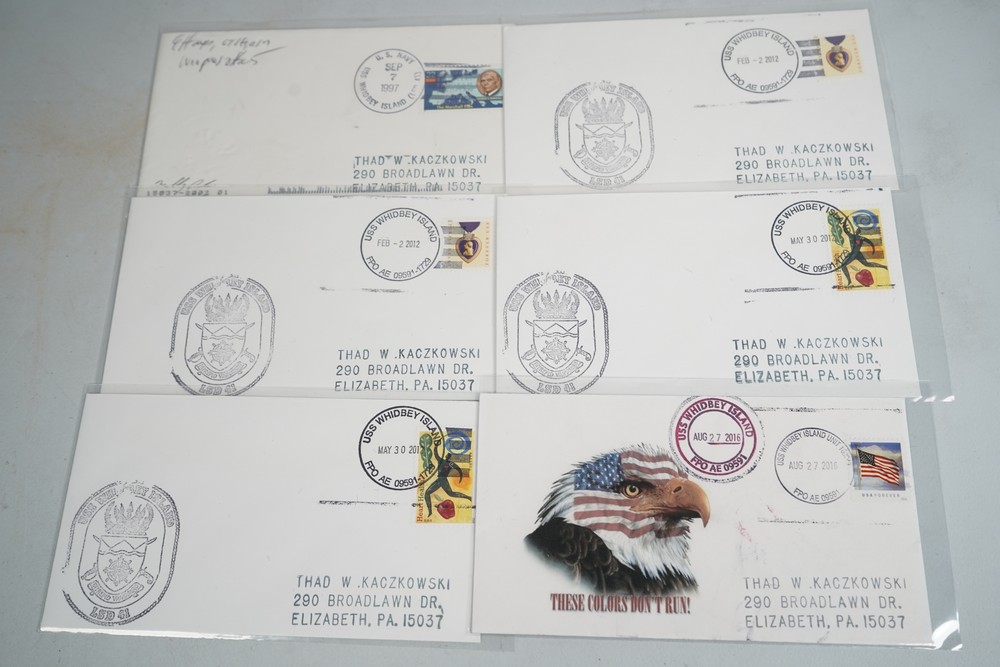 U.S. NAVY
SEP
7
1997
USS WHIDBEY ISLAND
THAD W .KACZKOWSKI
290 BROADLAWN DR.
ELIZABETH, PA. 15037
USS WHIDBEY ISLAND
FEB - 2 2012
FPO AE 09591-1729
LSD 41
THAD W .KACZKOWSKI
290 BROADLAWN DR.
ELIZABETH, PA. 15037
USS WHIDBEY ISLAND
FEB - 2 2012
FPO AE 09591-1729
LSD 41
THAD W .KACZKOWSKI
290 BROADLAWN DR.
ELIZABETH, PA. 15037
USS WHIDBEY ISLAND
MAY 30 2012
FPO AE 09591-1729
LSD 41
THAD W .KACZKOWSKI
290 BROADLAWN DR.
ELIZABETH, PA. 15037
USS WHIDBEY ISLAND
MAY 30 201
FPO AE 09591-1729
LSD 41
THAD W .KACZKOWSKI
290 BROADLAWN DR.
ELIZABETH, PA. 15037
USS WHIDBEY ISLAND
AUG 27 2016
FPO AE 09591
USS WHIDBEY ISLAND
AUG 27 2016
FPO AE 09591
USA FOREVER
THESE COLORS DON'T RUN!
THAD W .KACZKOWSKI
290 BROADLAWN DR.
ELIZABETH, PA. 15037